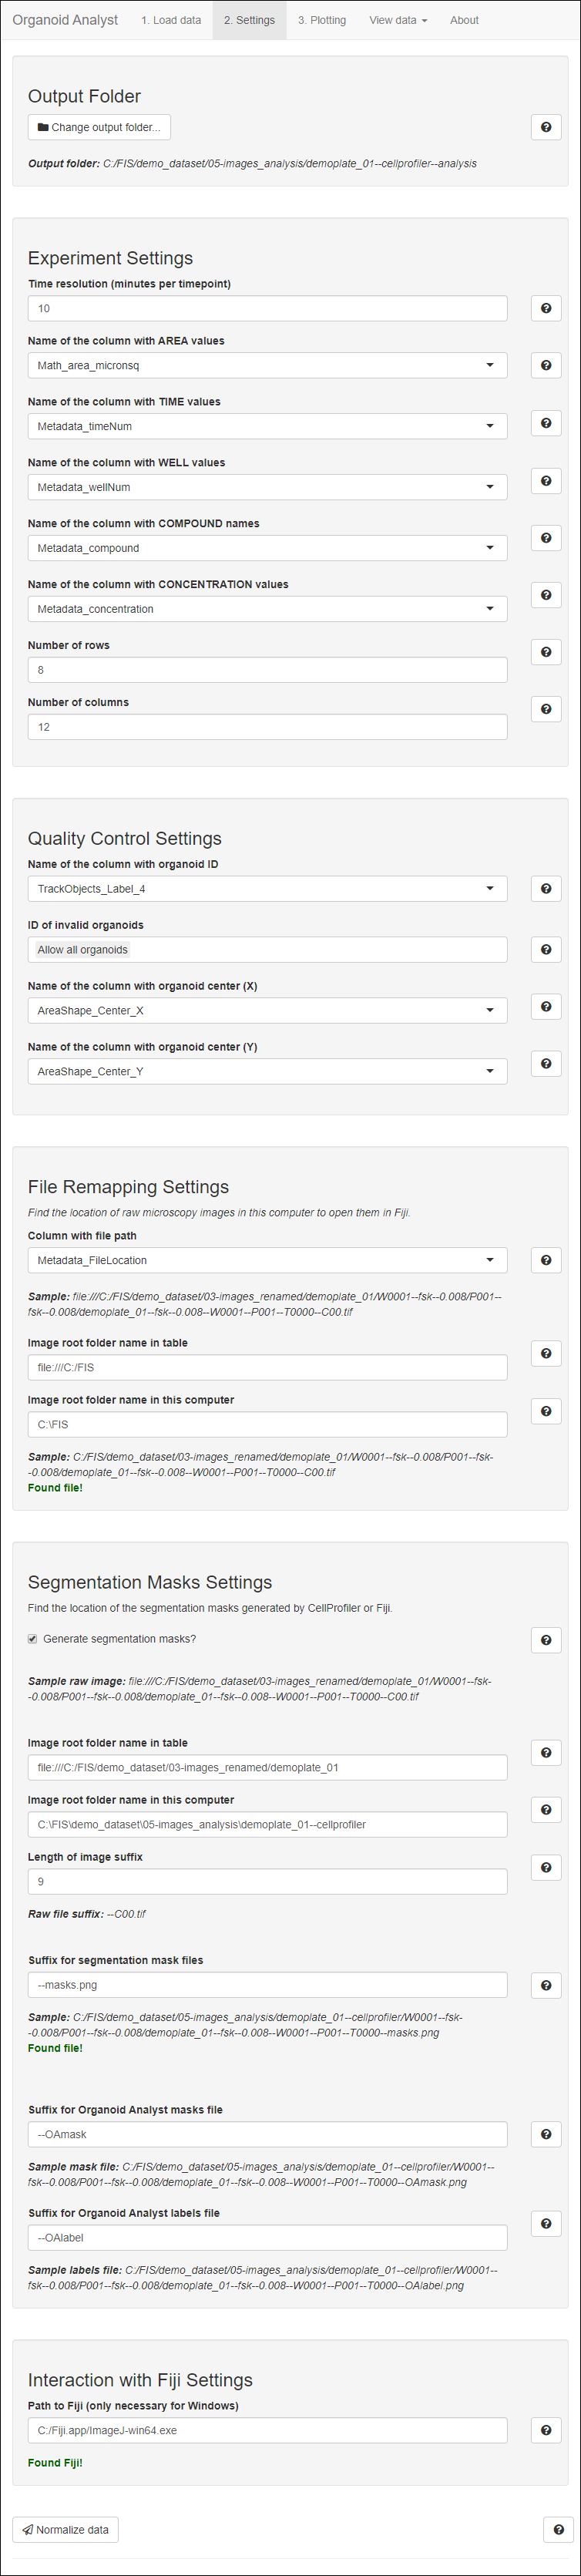 Organoid Analyst 1. Load data 2. Settings 3. Plotting View data About
Output Folder
Change output folder...
Output folder: C:/FIS/demo_dataset/05-images_analysis/demoplate_01--cellprofiler--analysis
Experiment Settings
Time resolution (minutes per timepoint)
10
Name of the column with AREA values
Math_area_micronsq
Name of the column with TIME values
Metadata_timeNum
Name of the column with WELL values
Metadata_wellNum
Name of the column with COMPOUND names
Metadata_compound
Name of the column with CONCENTRATION values
Metadata_concentration
Number of rows
8
Number of columns
12
Quality Control Settings
Name of the column with organoid ID
TrackObjects_Label_4
ID of invalid organoids
Allow all organoids
Name of the column with organoid center (X)
AreaShape_Center_X
Name of the column with organoid center (Y)
AreaShape_Center_Y
File Remapping Settings
Find the location of raw microscopy images in this computer to open them in Fiji.
Column with file path
Metadata_FileLocation
Sample: file:///C:/FIS/demo_dataset/03-images_renamed/demoplate_01/W0001--fsk--0.008/P001--
fsk--0.008/demoplate_01--fsk--0.008--W0001--P001--T0000--C00.tif
Image root folder name in table
file:///C:/FIS
Image root folder name in this computer
C:\FIS
Sample: C:/FIS/demo_dataset/03-images_renamed/demoplate_01/W0001--fsk--0.008/P001--fsk-
-0.008/demoplate_01--fsk--0.008--W0001--P001--T0000--C00.tif
Found file!
Segmentation Masks Settings
Find the location of the segmentation masks generated by CellProfiler or Fiji.
Generate segmentation masks?
Sample raw image: file:///C:/FIS/demo_dataset/03-images_renamed/demoplate_01/W0001--fsk-
-0.008/P001--fsk--0.008/demoplate_01--fsk--0.008--W0001--P001--T0000--C00.tif
Image root folder name in table
file:///C:/FIS/demo_dataset/03-images_renamed/demoplate_01
Image root folder name in this computer
C:\FIS\demo_dataset\05-images_analysis\demoplate_01--cellprofiler
Length of image suffix
9
Raw file suffix: --C00.tif
Suffix for segmentation mask files
--masks.png
Sample: C:/FIS/demo_dataset/05-images_analysis/demoplate_01--cellprofiler/W0001--fsk-
-0.008/P001--fsk--0.008/demoplate_01--fsk--0.008--W0001--P001--T0000--masks.png
Found file!
Suffix for Organoid Analyst masks file
--OAmask
Sample mask file: C:/FIS/demo_dataset/05-images_analysis/demoplate_01--cellprofiler/W0001--
fsk--0.008/P001--fsk--0.008/demoplate_01--fsk--0.008--W0001--P001--T0000--OAmask.png
Suffix for Organoid Analyst labels file
--OAlabel
Sample labels file: C:/FIS/demo_dataset/05-images_analysis/demoplate_01--cellprofiler/W0001--
fsk--0.008/P001--fsk--0.008/demoplate_01--fsk--0.008--W0001--P001--T0000--OAlabel.png
Interaction with Fiji Settings
Path to Fiji (only necessary for Windows)
C:/Fiji.app/ImageJ-win64.exe
Found Fiji!
Normalize data